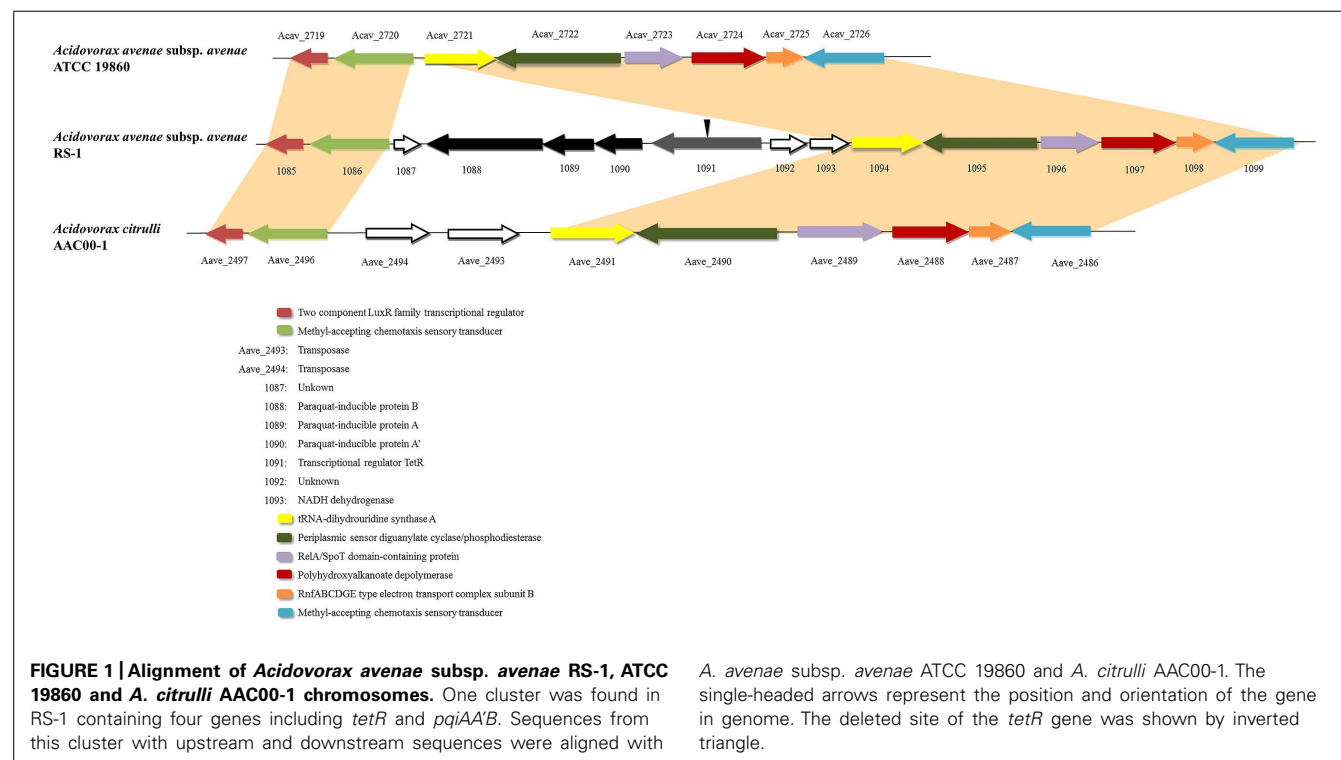 Acav_2719 Acav_2720 Acav_2721 Acav_2722 Acav_2723 Acav_2724 Acav_2725 Acav_2726
Acidovorax avenae subsp. avenae
ATCC 19860
Acidovorax avenae subsp. avenae
RS-1
1085 1086 1087 1088 1089 1090 1091 1092 1093 1094 1095 1096 1097 1098 1099
Acidovorax citrulli
AAC00-1
Aave_2497 Aave_2496 Aave_2494 Aave_2493 Aave_2491 Aave_2490 Aave_2489 Aave_2488 Aave_2487 Aave_2486
Two component LuxR family transcriptional regulator
Methyl-accepting chemotaxis sensory transducer
Aave_2493: Transposase
Aave_2494: Transposase
1087: Unkown
1088: Paraquat-inducible protein B
1089: Paraquat-inducible protein A
1090: Paraquat-inducible protein A'
1091: Transcriptional regulator TetR
1092: Unknown
1093: NADH dehydrogenase
tRNA-dihydrouridine synthase A
Periplasmic sensor diguanylate cyclase/phosphodiesterase
RelA/SpoT domain-containing protein
Polyhydroxyalkanoate depolymerase
RnfABCDGE type electron transport complex subunit B
Methyl-accepting chemotaxis sensory transducer
FIGURE 1 | Alignment of Acidovorax avenae subsp. avenae RS-1, ATCC
19860 and A. citrulli AAC00-1 chromosomes. One cluster was found in
RS-1 containing four genes including tetR and pqiAA'B. Sequences from
this cluster with upstream and downstream sequences were aligned with
A. avenae subsp. avenae ATCC 19860 and A. citrulli AAC00-1. The
single-headed arrows represent the position and orientation of the gene
in genome. The deleted site of the tetR gene was shown by inverted
triangle.